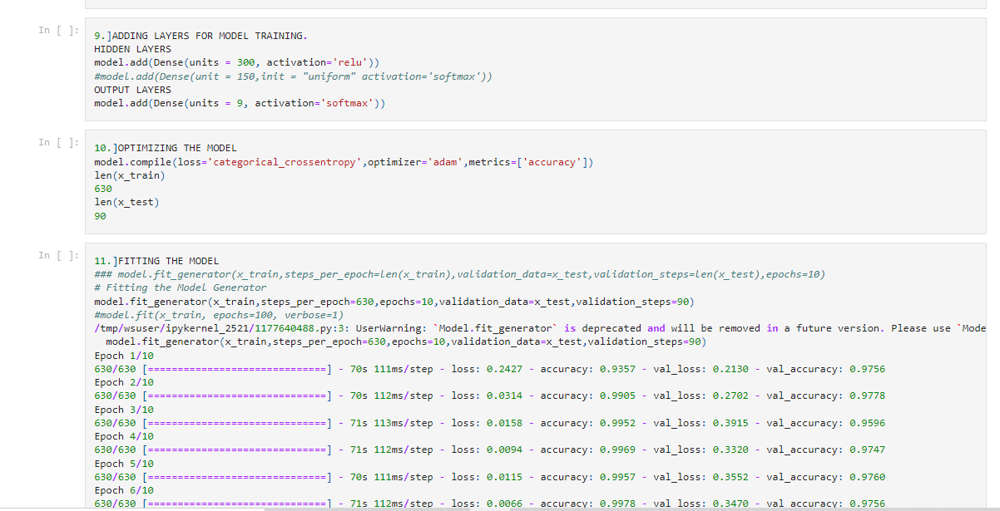 In [ ]:
9.]ADDING LAYERS FOR MODEL TRAINING.
HIDDEN LAYERS
model.add(Dense(units = 300, activation='relu'))
#model.add(Dense(unit = 150,init = "uniform" activation='softmax'))
OUTPUT LAYERS
model.add(Dense(units = 9, activation='softmax'))
In [ ]:
10.]OPTIMIZING THE MODEL
model.compile(loss='categorical_crossentropy',optimizer='adam',metrics=['accuracy'])
len(x_train)
630
len(x_test)
90
In [ ]:
11.]FITTING THE MODEL
### model.fit_generator(x_train,steps_per_epoch=len(x_train),validation_data=x_test,validation_steps=len(x_test),epochs=10)
# Fitting the Model Generator
model.fit_generator(x_train,steps_per_epoch=630,epochs=10,validation_data=x_test,validation_steps=90)
#model.fit(x_train, epochs=100, verbose=1)
/tmp/wsuser/ipykernel_2521/1177640488.py:3: UserWarning: `Model.fit_generator` is deprecated and will be removed in a future version. Please use `Mode
  model.fit_generator(x_train,steps_per_epoch=630,epochs=10,validation_data=x_test,validation_steps=90)
Epoch 1/10
630/630 [==============================] - 70s 111ms/step - loss: 0.2427 - accuracy: 0.9357 - val_loss: 0.2130 - val_accuracy: 0.9756
Epoch 2/10
630/630 [==============================] - 70s 112ms/step - loss: 0.0314 - accuracy: 0.9905 - val_loss: 0.2702 - val_accuracy: 0.9778
Epoch 3/10
630/630 [==============================] - 71s 113ms/step - loss: 0.0158 - accuracy: 0.9952 - val_loss: 0.3915 - val_accuracy: 0.9596
Epoch 4/10
630/630 [==============================] - 71s 112ms/step - loss: 0.0094 - accuracy: 0.9969 - val_loss: 0.3320 - val_accuracy: 0.9747
Epoch 5/10
630/630 [==============================] - 70s 111ms/step - loss: 0.0115 - accuracy: 0.9957 - val_loss: 0.3552 - val_accuracy: 0.9760
Epoch 6/10
630/630 [==============================] - 71s 112ms/step - loss: 0.0066 - accuracy: 0.9978 - val_loss: 0.3470 - val_accuracy: 0.9756